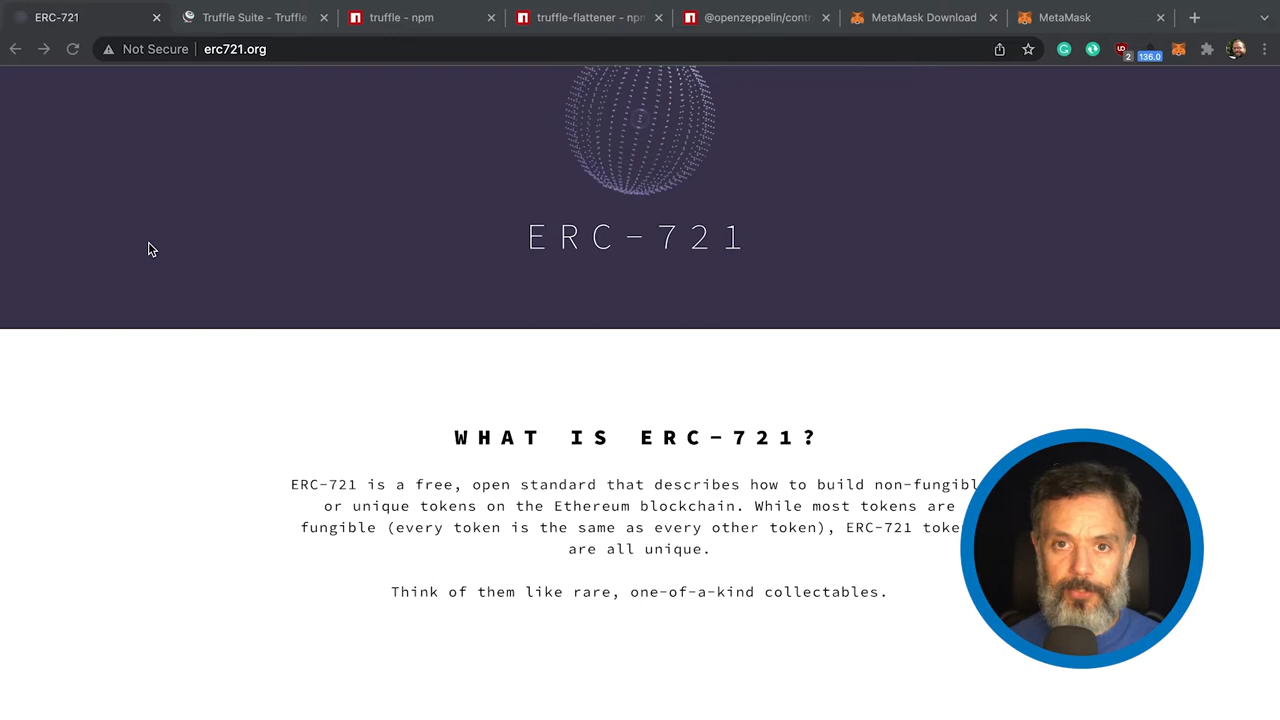 ERC-721
Truffle Suite - Truffle
truffle - npm
truffle-flattener - npn
@openzeppelin/contr
MetaMask Download
MetaMask
Not Secure
erc721.org
2
136.0
ERC-721
WHAT IS ERC-721?
ERC-721 is a free, open standard that describes how to build non-fungibl
or unique tokens on the Ethereum blockchain. While most tokens are
fungible (every token is the same as every other token), ERC-721 toke
are all unique.
Think of them like rare, one-of-a-kind collectables.